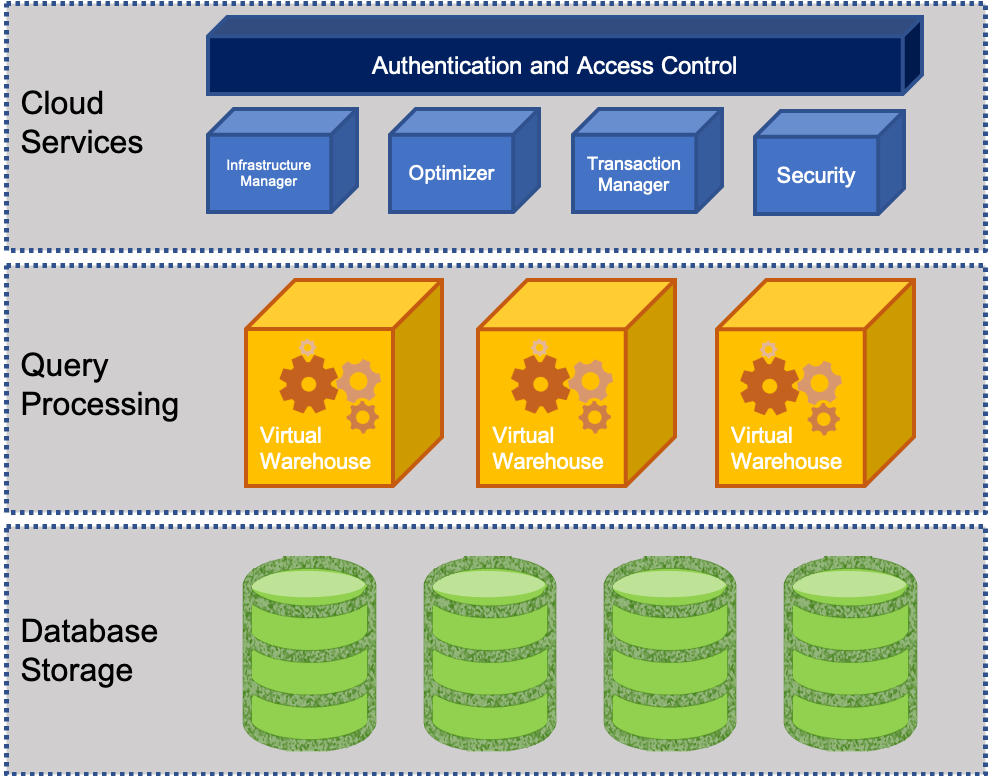 Authentication and Access Control
Cloud
Services
Infrastructure
Manager
Optimizer
Transaction
Manager
Security
Query
Processing
Virtual
Warehouse
Virtual
Warehouse
Virtual
Warehouse
Database
Storage